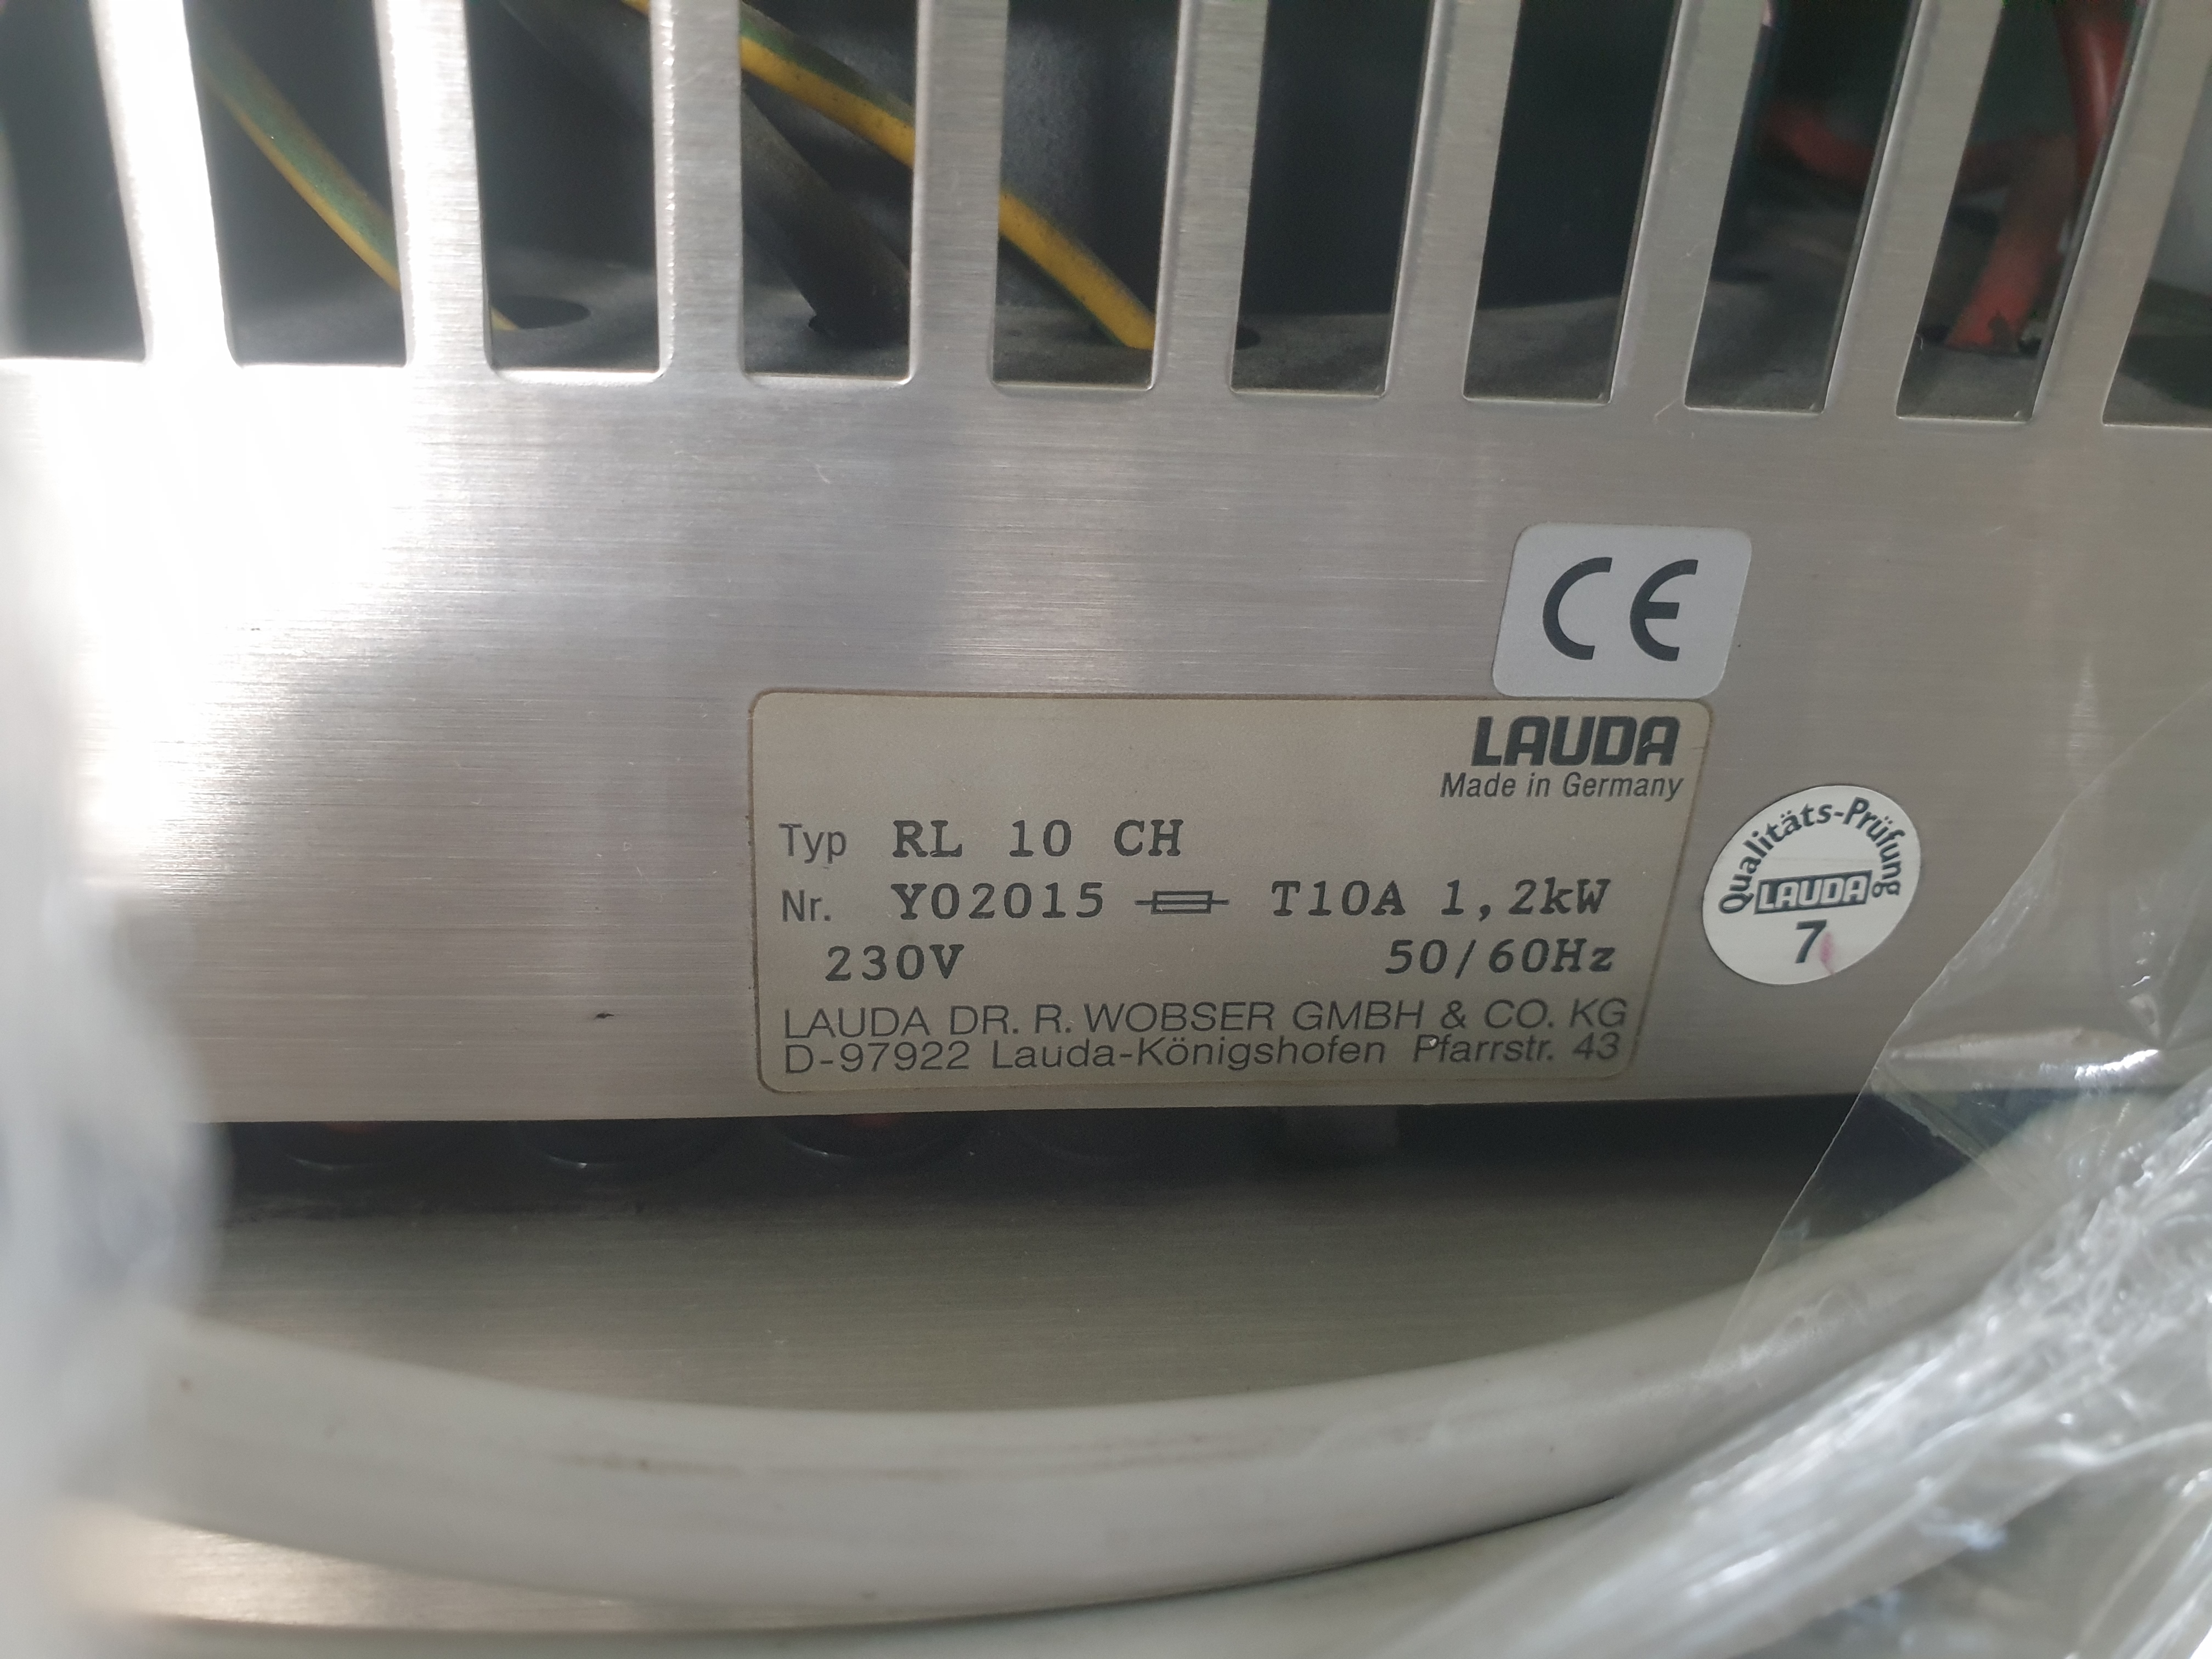 CE
LAUDA
Made in Germany
Typ RL 10 CH
Nr. Y02015 T10A 1,2kW
230V 50/60Hz
LAUDA DR. R. WOBSER GMBH & CO. KG
D-97922 Lauda-Königshofen Pfarrstr. 43
Qualitäts-Prüfung
LAUDA
7